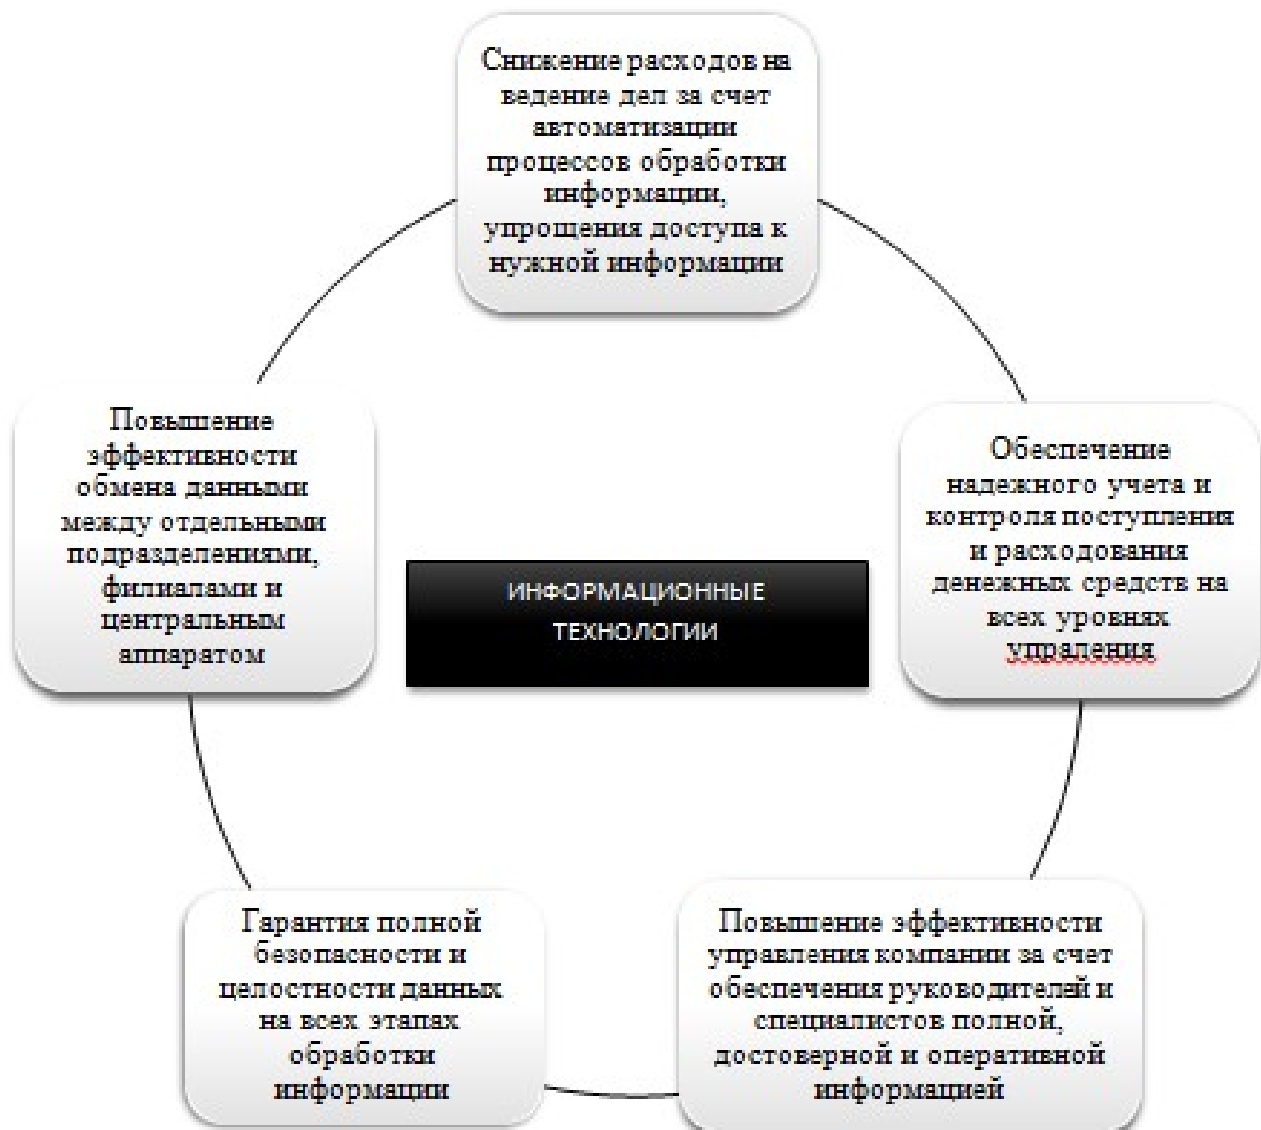 Снижение расходов на
ведение дел за счет
автоматизации
процессов обработки
информации,
упрощения доступа к
нужной информации
Повышение
эффективности
обмена данными
между отдельными
подразделениями,
филиалами и
центральным
аппаратом
Обеспечение
надежного учета и
контроля поступления
и расходования
денежных средств на
всех уровнях
упраления
ИНФОРМАЦИОННЫЕ
ТЕХНОЛОГИИ
Гарантия полной
безопасности и
целостности данных
на всех этапах
обработки
информации
Повышение эффективности
управления компании за счет
обеспечения руководителей и
специалистов полной,
достоверной и оперативной
информацией